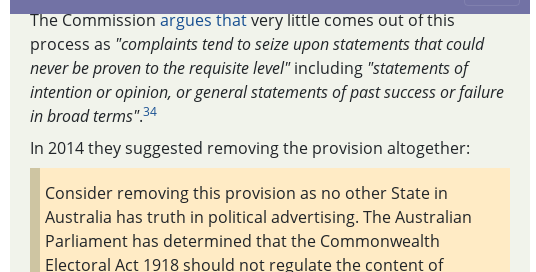 The Commission argues that very little comes out of this
process as "complaints tend to seize upon statements that could
never be proven to the requisite level" including "statements of
intention or opinion, or general statements of past success or failure
in broad terms".34
In 2014 they suggested removing the provision altogether:
Consider removing this provision as no other State in
Australia has truth in political advertising. The Australian
Parliament has determined that the Commonwealth
Electoral Act 1918 should not regulate the content of